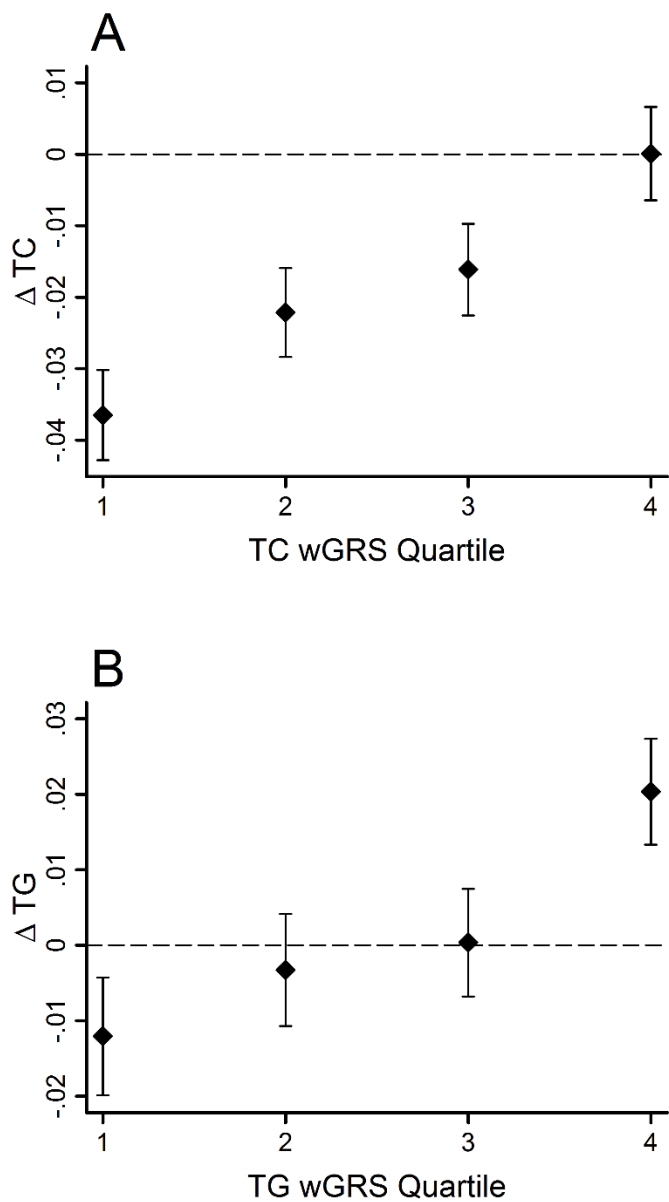 A
.01
0
-.01
-.02
-.03
-.04
Δ TC
1 2 3 4
TC wGRS Quartile
B
.03
.02
.01
0
-.01
-.02
Δ TG
1 2 3 4
TG wGRS Quartile